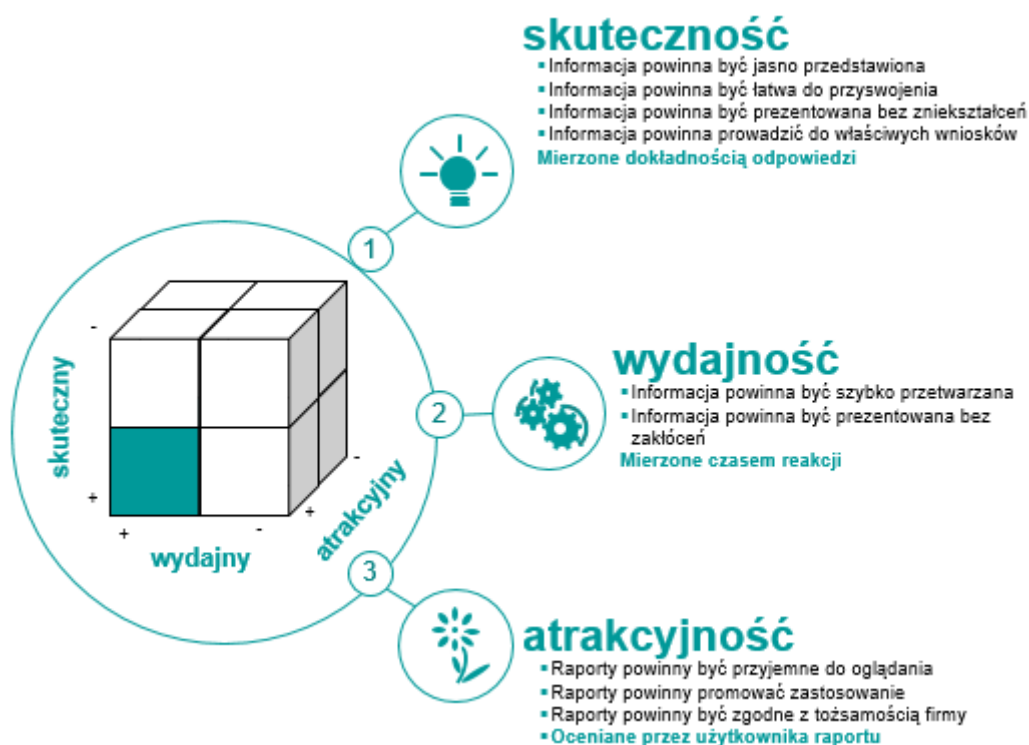 skuteczność
▪Informacja powinna być jasno przedstawiona
▪Informacja powinna być łatwa do przyswojenia
▪Informacja powinna być prezentowana bez zniekształceń
▪Informacja powinna prowadzić do właściwych wniosków
Mierzone dokładnością odpowiedzi
1
-
skuteczny
+
+
wydajny
-
+
atrakcyjny
-
2
wydajność
▪Informacja powinna być szybko przetwarzana
▪Informacja powinna być prezentowana bez
zakłóceń
Mierzone czasem reakcji
3
atrakcyjność
▪Raporty powinny być przyjemne do oglądania
▪Raporty powinny promować zastosowanie
▪Raporty powinny być zgodne z tożsamością firmy
▪Oceniane przez użytkownika raportu